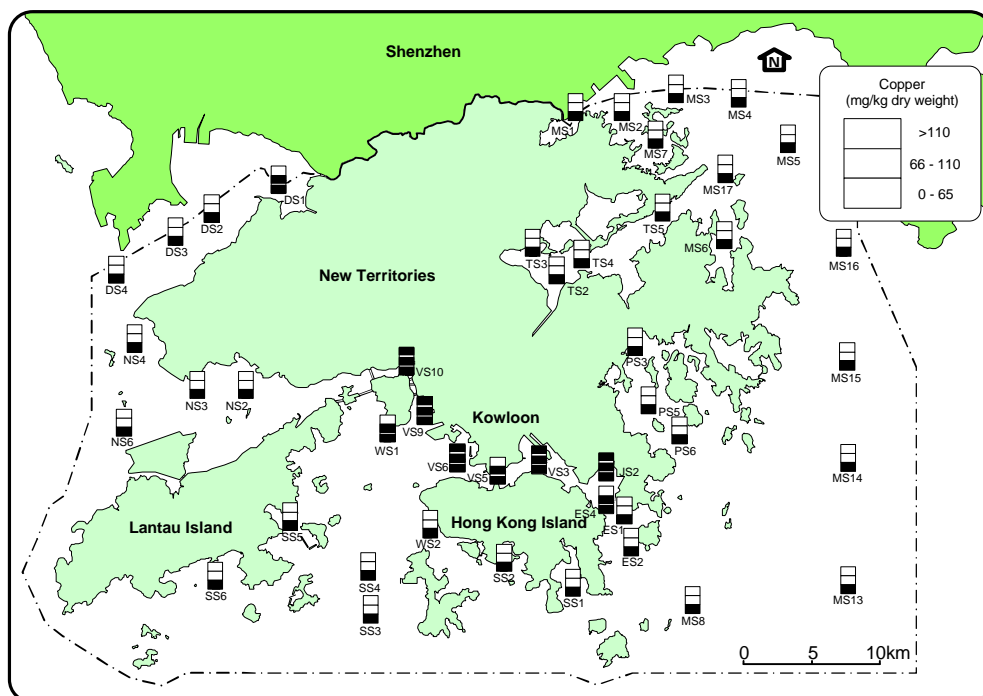 Shenzhen
N
Copper
(mg/kg dry weight)
>110
66 - 110
0 - 65
MS1
MS2
MS3
MS4
MS7
MS5
MS17
DS1
DS2
DS3
DS4
TS5
MS6
MS16
TS3
TS4
TS2
New Territories
NS4
PS3
MS15
VS10
NS3
NS2
NS6
PS5
Kowloon
VS9
WS1
PS6
VS6
VS5
VS3
JS2
MS14
ES4
ES1
Lantau Island
SS5
WS2
Hong Kong Island
ES2
SS2
SS4
SS6
SS1
MS13
SS3
MS8
0
5
10km